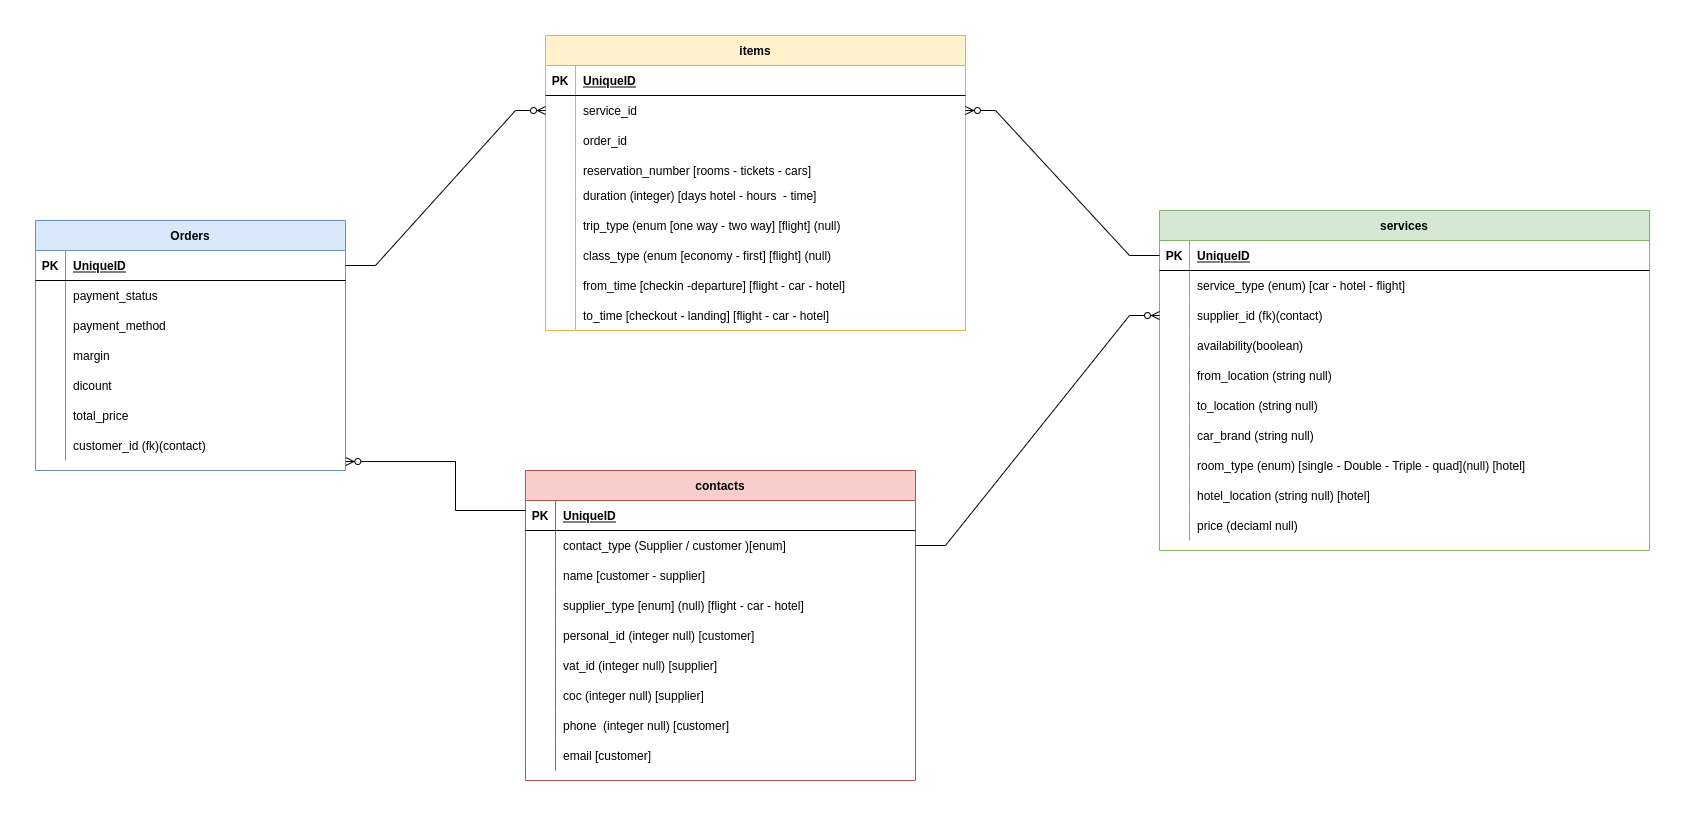 items
PK UniqueID
service_id
order_id
reservation_number [rooms - tickets - cars]
duration (integer) [days hotel - hours  - time]
trip_type (enum [one way - two way] [flight] (null)
class_type (enum [economy - first] [flight] (null)
from_time [checkin -departure] [flight - car - hotel]
to_time [checkout - landing] [flight - car - hotel]
Orders
PK UniqueID
payment_status
payment_method
margin
dicount
total_price
customer_id (fk)(contact)
services
PK UniqueID
service_type (enum) [car - hotel - flight]
supplier_id (fk)(contact)
availability(boolean)
from_location (string null)
to_location (string null)
car_brand (string null)
room_type (enum) [single - Double - Triple - quad](null) [hotel]
hotel_location (string null) [hotel]
price (deciaml null)
contacts
PK UniqueID
contact_type (Supplier / customer )[enum]
name [customer - supplier]
supplier_type [enum] (null) [flight - car - hotel]
personal_id (integer null) [customer]
vat_id (integer null) [supplier]
coc (integer null) [supplier]
phone  (integer null) [customer]
email [customer]